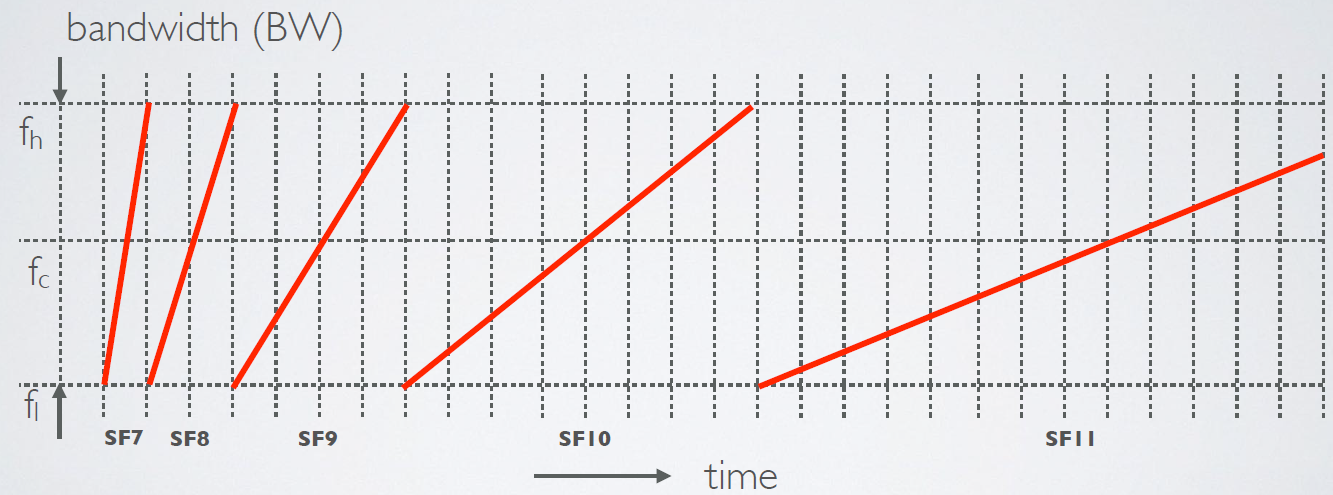 bandwidth (BW)
fh
fc
fl
SF7 SF8 SF9 SF10 SF11
time